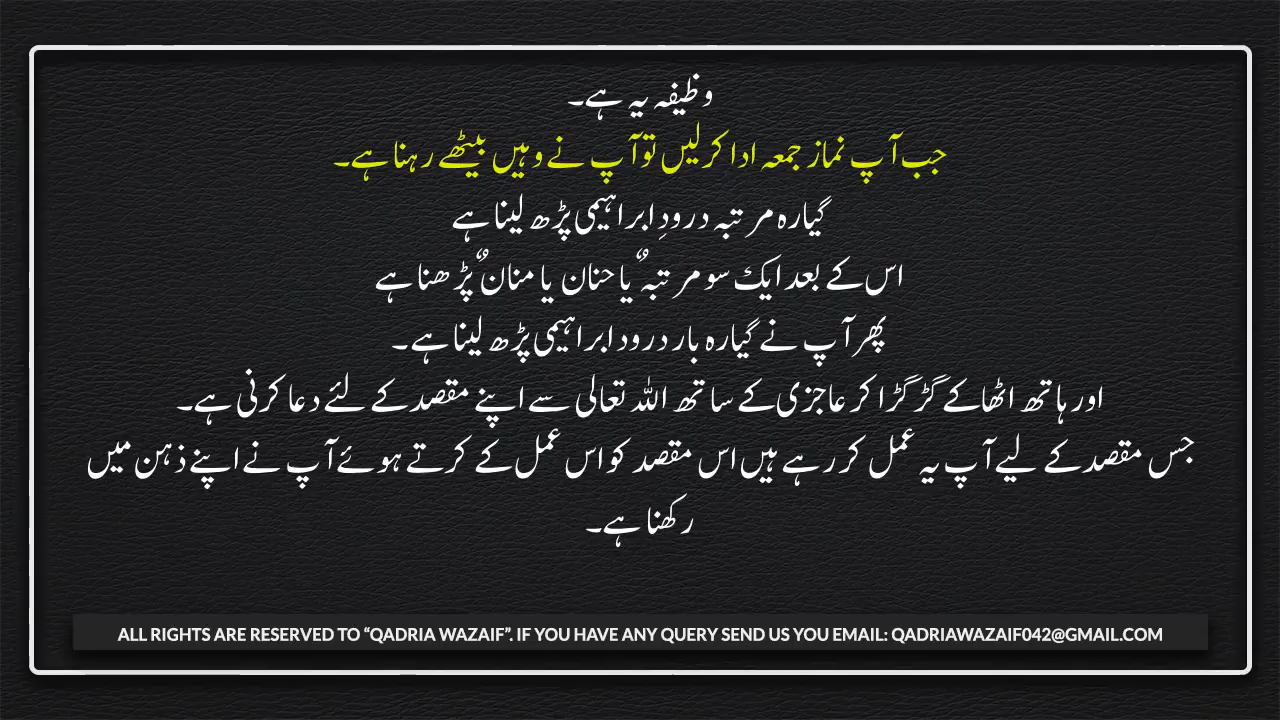 وظیفہ یہ ہے۔
جب آپ نماز جمعہ ادا کرلیں تو آپ نے وہیں بیٹھے رہنا ہے۔
گیارہ مرتبہ درودِ ابراہیمی پڑھ لینا ہے
اس کے بعد ایک سو مرتبہ ”یا حنان یا منان“ پڑھنا ہے
پھر آپ نے گیارہ بار درود ابراہیمی پڑھ لینا ہے۔
اور ہاتھ اٹھا کے گڑگڑا کر عاجزی کے ساتھ اللہ تعالی سے اپنے مقصد کے لئے دعا کرنی ہے۔
جس مقصد کے لیے آپ یہ عمل کر رہے ہیں اس مقصد کو اس عمل کے کرتے ہوئے آپ نے اپنے ذہن میں
رکھنا ہے۔
ALL RIGHTS ARE RESERVED TO “QADRIA WAZAIF”. IF YOU HAVE ANY QUERY SEND US YOU EMAIL: QADRIAWAZAIF042@GMAIL.COM